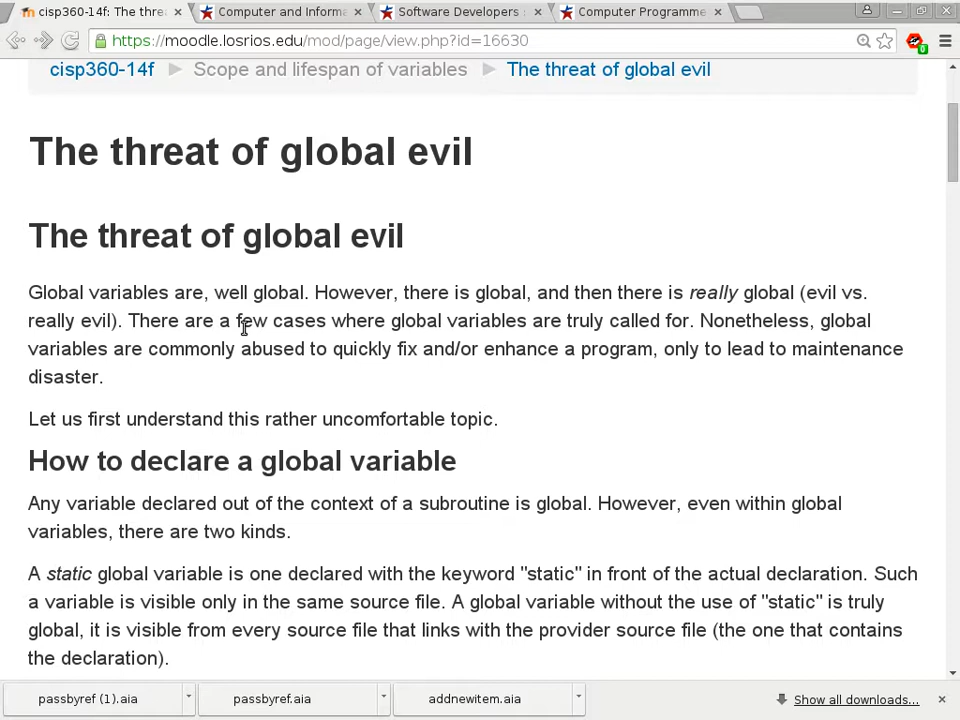 cisp360-14f: The threa
Computer and Informa
Software Developers :
Computer Programme
https://moodle.losrios.edu/mod/page/view.php?id=16630
0
cisp360-14f ▶ Scope and lifespan of variables ▶ The threat of global evil
The threat of global evil
The threat of global evil
Global variables are, well global. However, there is global, and then there is really global (evil vs.
really evil). There are a few cases where global variables are truly called for. Nonetheless, global
variables are commonly abused to quickly fix and/or enhance a program, only to lead to maintenance
disaster.
Let us first understand this rather uncomfortable topic.
How to declare a global variable
Any variable declared out of the context of a subroutine is global. However, even within global
variables, there are two kinds.
A static global variable is one declared with the keyword "static" in front of the actual declaration. Such
a variable is visible only in the same source file. A global variable without the use of "static" is truly
global, it is visible from every source file that links with the provider source file (the one that contains
the declaration).
passbyref (1).aia
passbyref.aia
addnewitem.aia
Show all downloads...